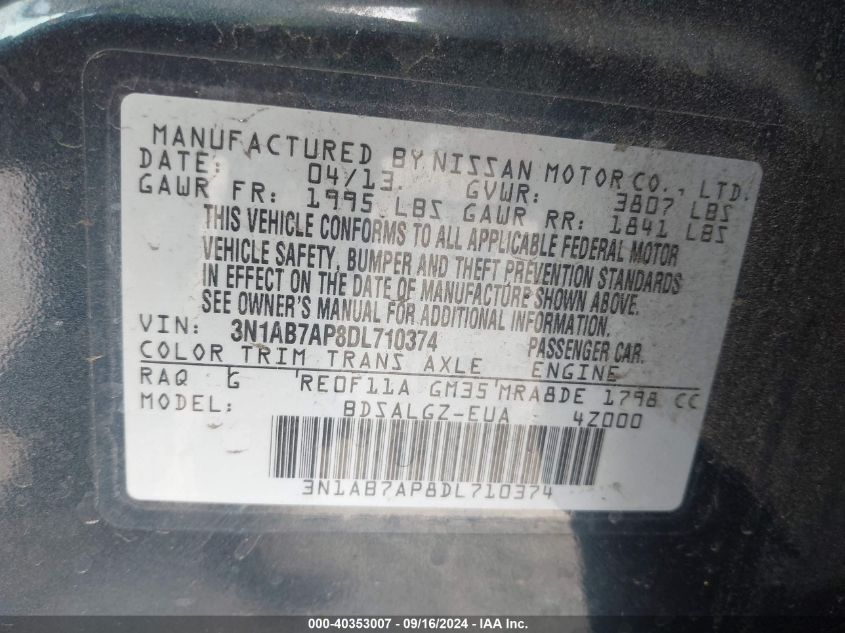 MANUFACTURED BY NISSAN MOTOR CO., LTD.
DATE: 04/13 GVWR: 3807 LBS
GAWR FR: 1995 LBS GAWR RR: 1841 LBS
THIS VEHICLE CONFORMS TO ALL APPLICABLE FEDERAL MOTOR
VEHICLE SAFETY, BUMPER AND THEFT PREVENTION STANDARDS
IN EFFECT ON THE DATE OF MANUFACTURE SHOWN ABOVE.
SEE OWNER'S MANUAL FOR ADDITIONAL INFORMATION.
VIN: 3N1AB7AP8DL710374 PASSENGER CAR.
COLOR TRIM TRANS AXLE ENGINE
RAQ G RE0F11A GM35 MRA8DE 1798 CC
MODEL: BDSALGZ-EUA - 4Z000
3N1AB7AP8DL710374
000-40353007 - 09/16/2024 - IAAI - Copart Inc.